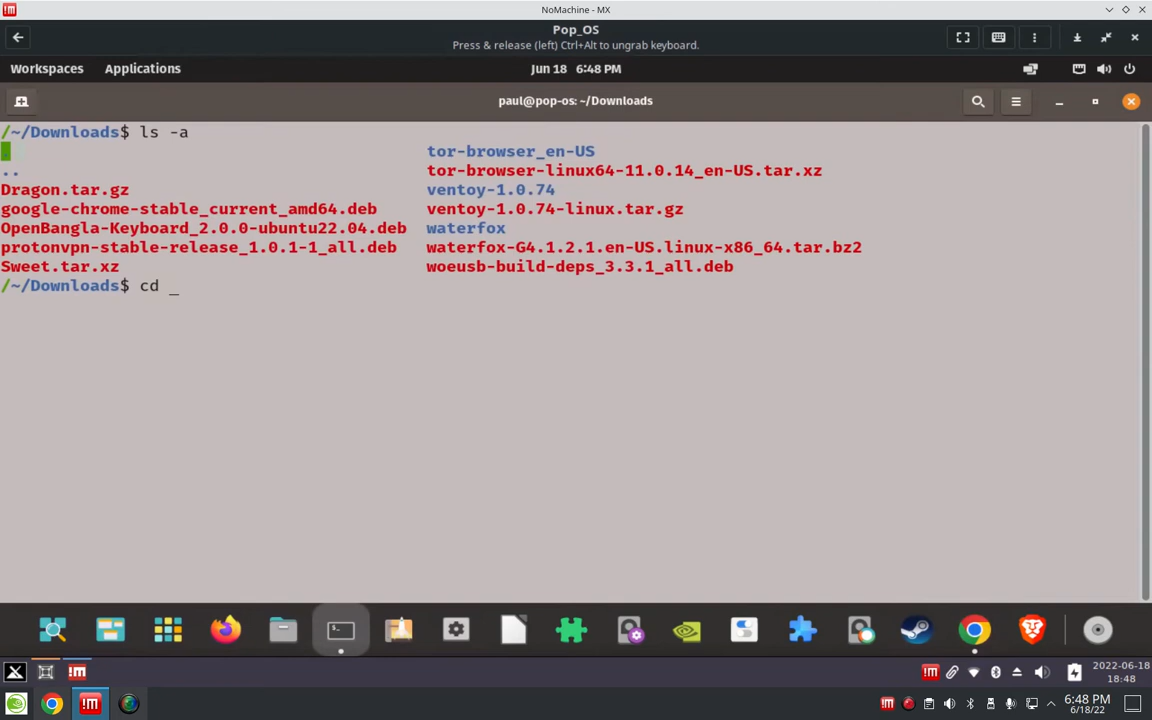 NoMachine - MX
Pop_OS
Press & release (left) Ctrl+Alt to ungrab keyboard.
Workspaces Applications Jun 18 6:48 PM
paul@pop-os: ~/Downloads
/~/Downloads$ ls -a
. tor-browser_en-US
.. tor-browser-linux64-11.0.14_en-US.tar.xz
Dragon.tar.gz ventoy-1.0.74
google-chrome-stable_current_amd64.deb ventoy-1.0.74-linux.tar.gz
OpenBangla-Keyboard_2.0.0-ubuntu22.04.deb waterfox
protonvpn-stable-release_1.0.1-1_all.deb waterfox-G4.1.2.1.en-US.linux-x86_64.tar.bz2
Sweet.tar.xz woeusb-build-deps_3.3.1_all.deb
/~/Downloads$ cd _
!m 2022-06-18
18:48
!m 6:48 PM
6/18/22